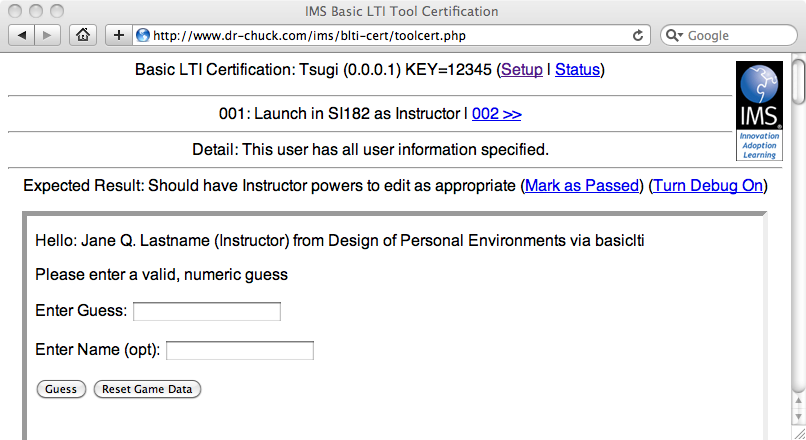 IMS Basic LTI Tool Certification
http://www.dr-chuck.com/ims/blti-cert/toolcert.php
Google
Basic LTI Certification: Tsugi (0.0.0.1) KEY=12345 (Setup | Status)
IMS
Innovation
Adoption
Learning
001: Launch in SI182 as Instructor | 002 >>
Detail: This user has all user information specified.
Expected Result: Should have Instructor powers to edit as appropriate (Mark as Passed) (Turn Debug On)
Hello: Jane Q. Lastname (Instructor) from Design of Personal Environments via basiclti
Please enter a valid, numeric guess
Enter Guess:
Enter Name (opt):
Guess Reset Game Data